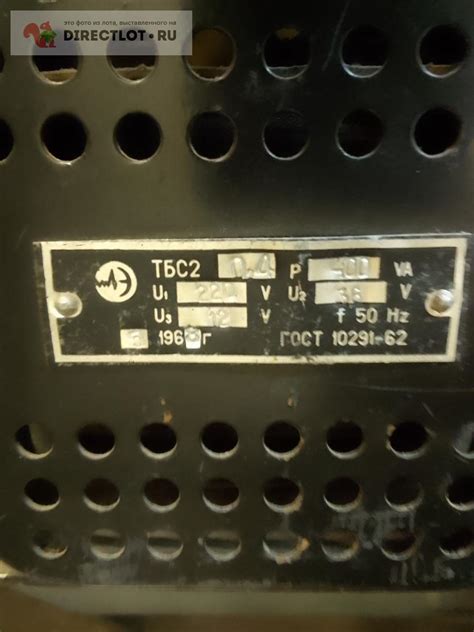 это фото из лота, выставленного на
DIRECTLOT.RU
ТБС2 0,4 P 400 VA
U₁ 220 V U₂ 36 V
U₃ 12 V f 50 Hz
196 г ГОСТ 10291-62